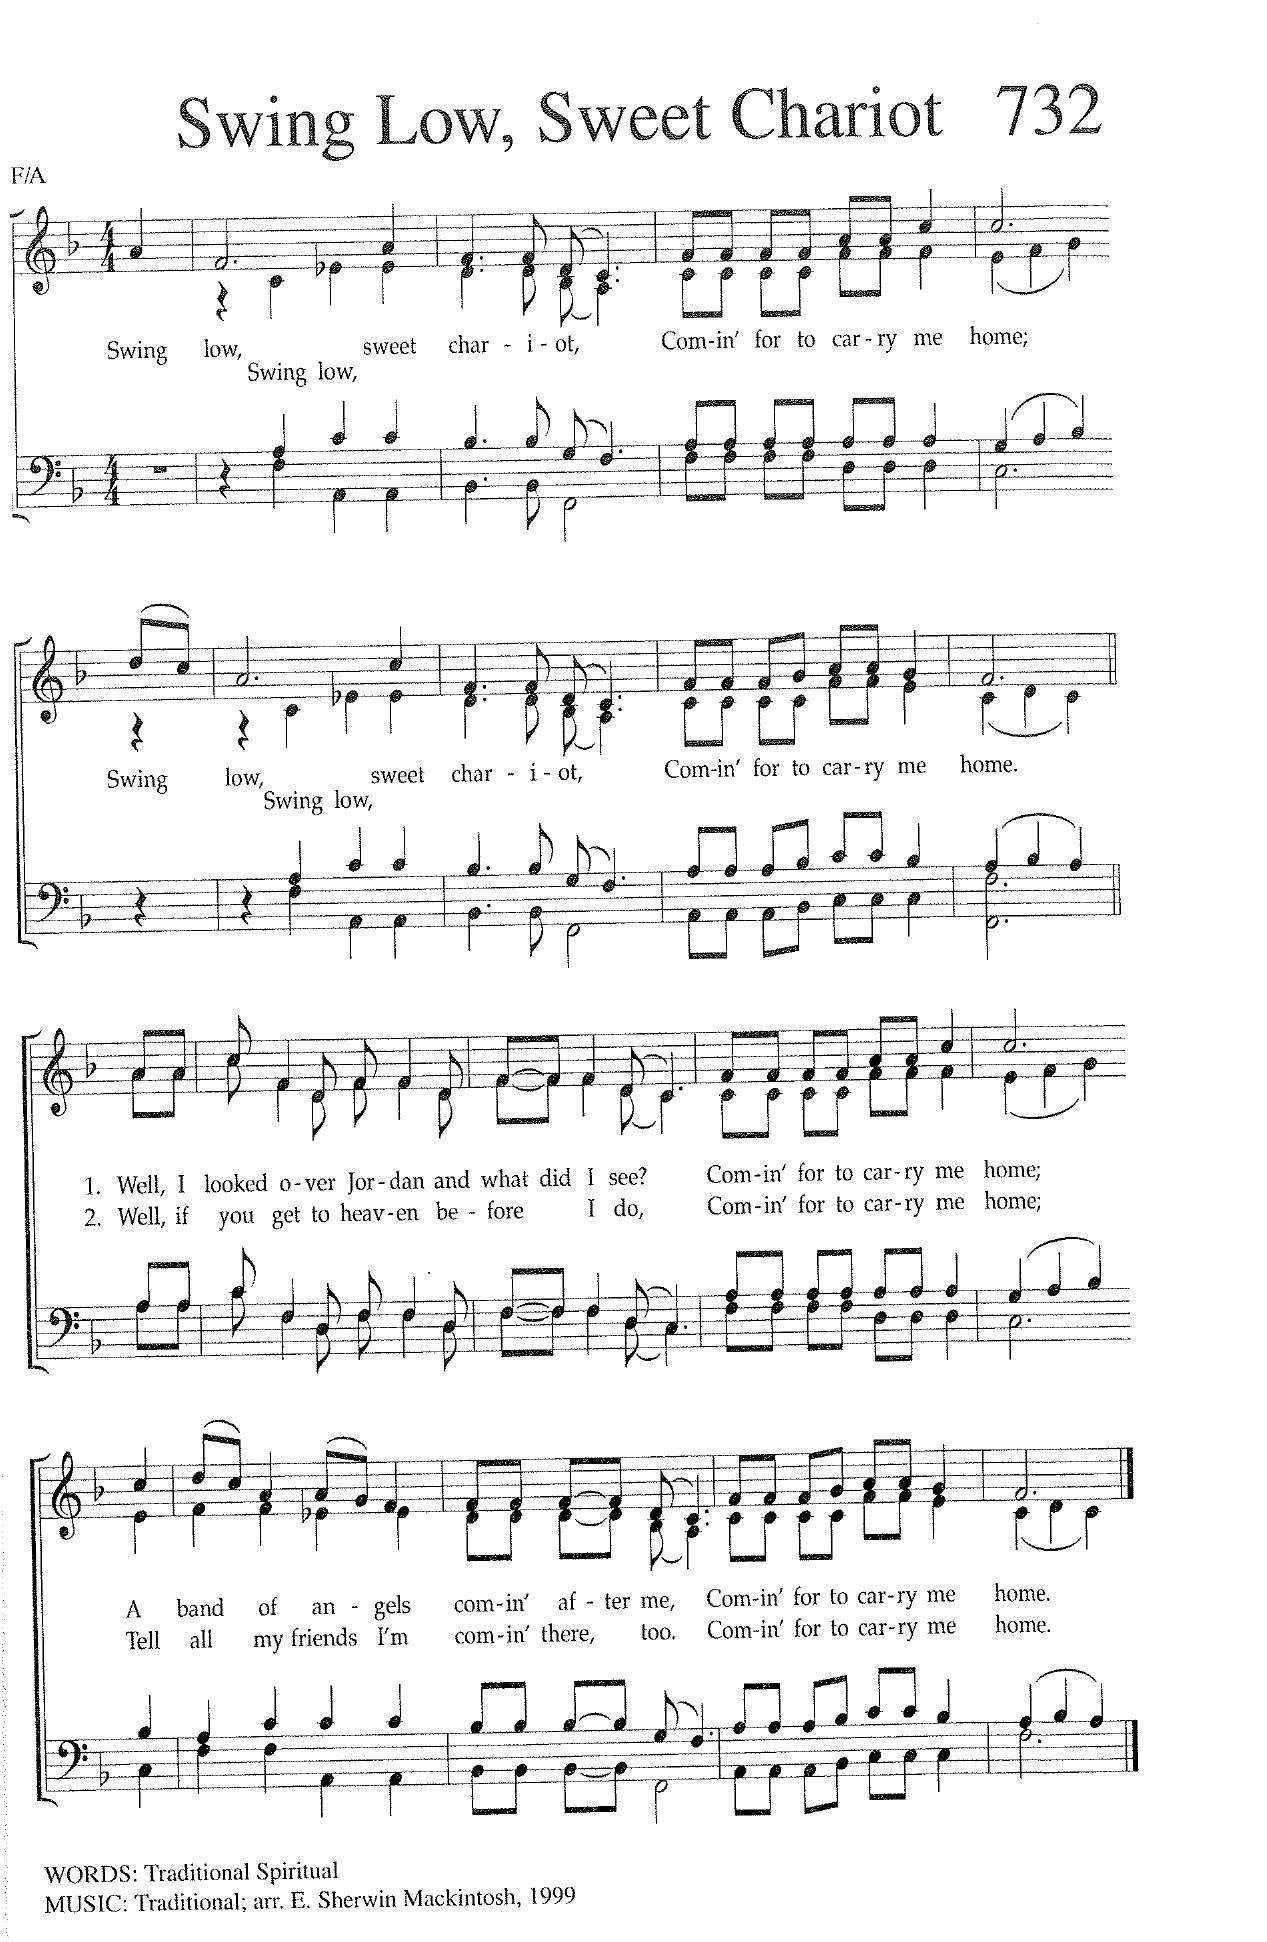 Swing Low, Sweet Chariot 732
F/A
4 4
Swing low, sweet char - i - ot, Com-in' for to car - ry me home;
Swing low,
4 4
Swing low, sweet char - i - ot, Com-in' for to car-ry me home.
Swing low,
1. Well, I looked o-ver Jor-dan and what did I see? Com-in' for to car-ry me home;
2. Well, if you get to heav-en be - fore I do, Com-in' for to car-ry me home;
A band of an - gels com-in' af - ter me, Com-in' for to car-ry me home.
Tell all my friends I'm com-in' there, too. Com-in' for to car-ry me home.
WORDS: Traditional Spiritual
MUSIC: Traditional; arr. E. Sherwin Mackintosh, 1999